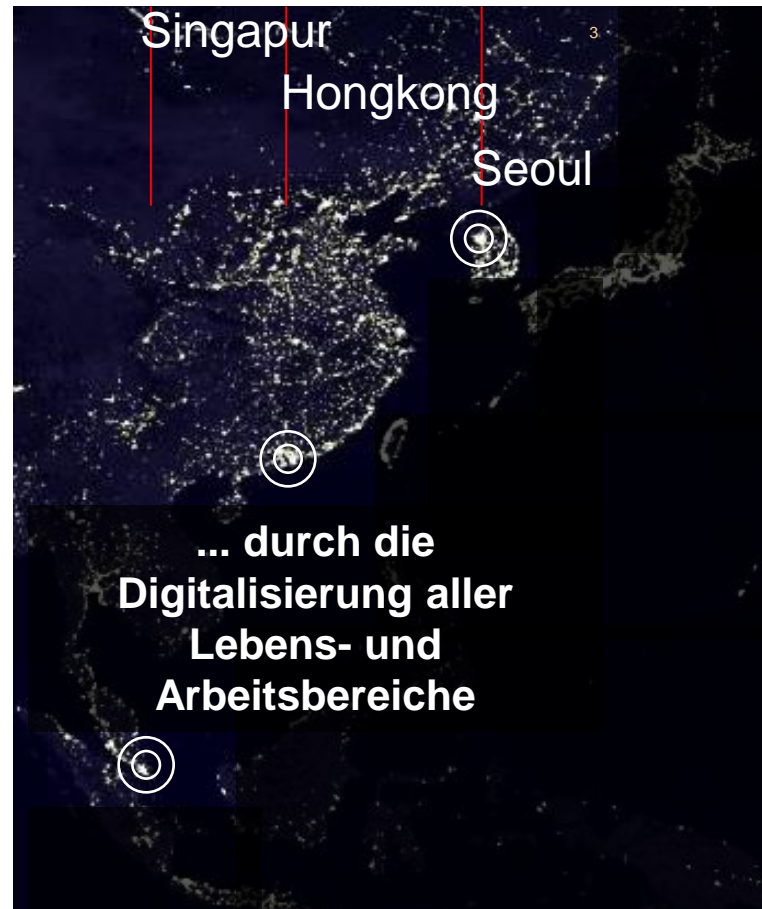 Singapur
3
Hongkong
Seoul
... durch die
Digitalisierung aller
Lebens- und
Arbeitsbereiche